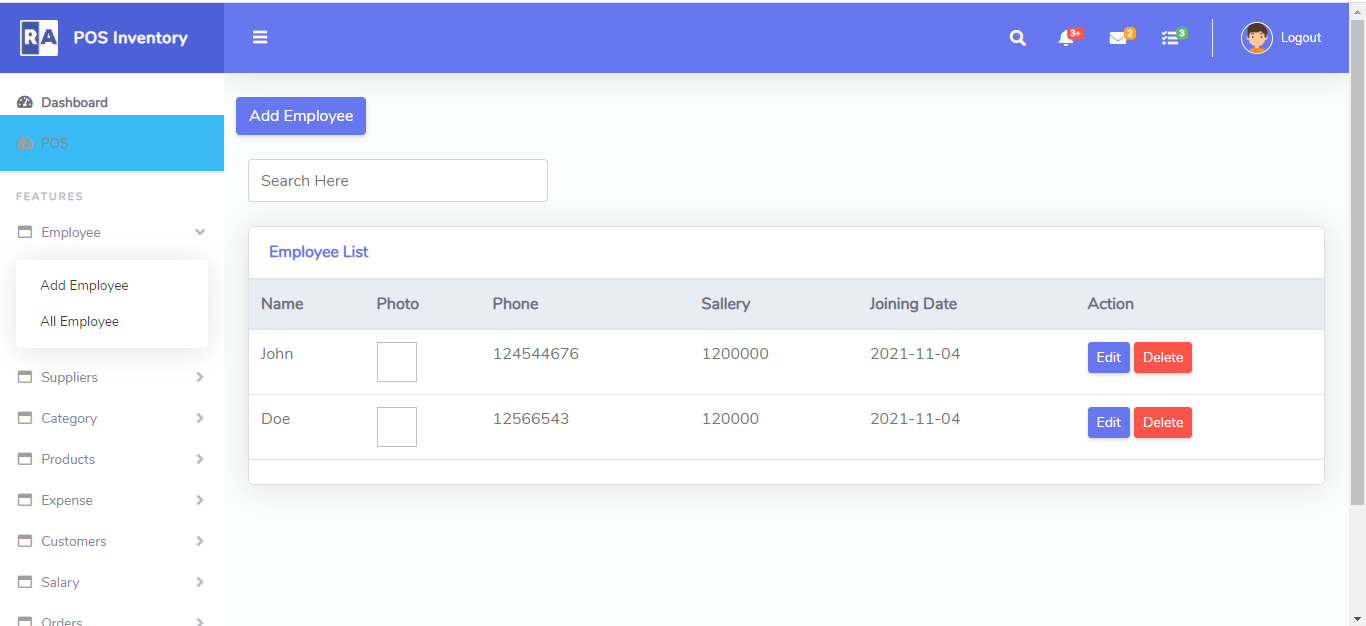 RA POS Inventory
3+ 2 3 Logout
Dashboard
POS
FEATURES
Employee
Add Employee
All Employee
Suppliers
Category
Products
Expense
Customers
Salary
Orders
Add Employee
Search Here
Employee List
Name Photo Phone Sallery Joining Date Action
John 124544676 1200000 2021-11-04 Edit Delete
Doe 12566543 120000 2021-11-04 Edit Delete